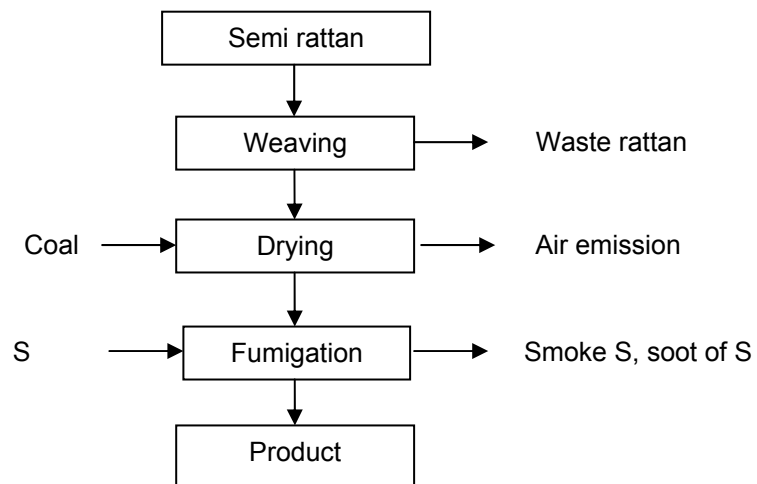 Semi rattan
Weaving
Waste rattan
Coal
Drying
Air emission
S
Fumigation
Smoke S, soot of S
Product